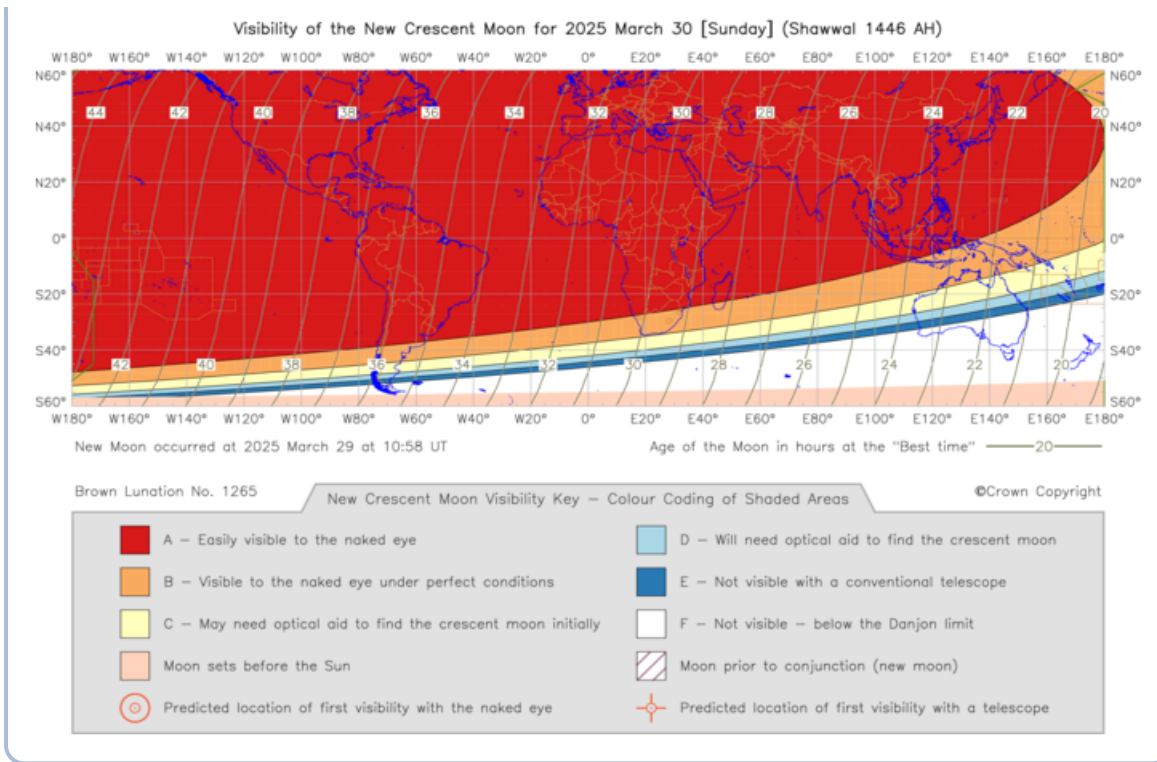 Visibility of the New Crescent Moon for 2025 March 30 [Sunday] (Shawwal 1446 AH)
W180° W160° W140° W120° W100° W80° W60° W40° W20° 0° E20° E40° E60° E80° E100° E120° E140° E160° E180°
N60° N60°
44 42 40 38 36 34 32 30 28 26 24 22 20
N40° N40°
N20° N20°
0° 0°
S20° S20°
S40° S40°
42 40 38 36 34 32 30 28 26 24 22 20
S60° S60°
W180° W160° W140° W120° W100° W80° W60° W40° W20° 0° E20° E40° E60° E80° E100° E120° E140° E160° E180°
New Moon occurred at 2025 March 29 at 10:58 UT
Age of the Moon in hours at the "Best time" 20
Brown Lunation No. 1265
©Crown Copyright
New Crescent Moon Visibility Key – Colour Coding of Shaded Areas
A – Easily visible to the naked eye
B – Visible to the naked eye under perfect conditions
C – May need optical aid to find the crescent moon initially
Moon sets before the Sun
Predicted location of first visibility with the naked eye
D – Will need optical aid to find the crescent moon
E – Not visible with a conventional telescope
F – Not visible – below the Danjon limit
Moon prior to conjunction (new moon)
Predicted location of first visibility with a telescope